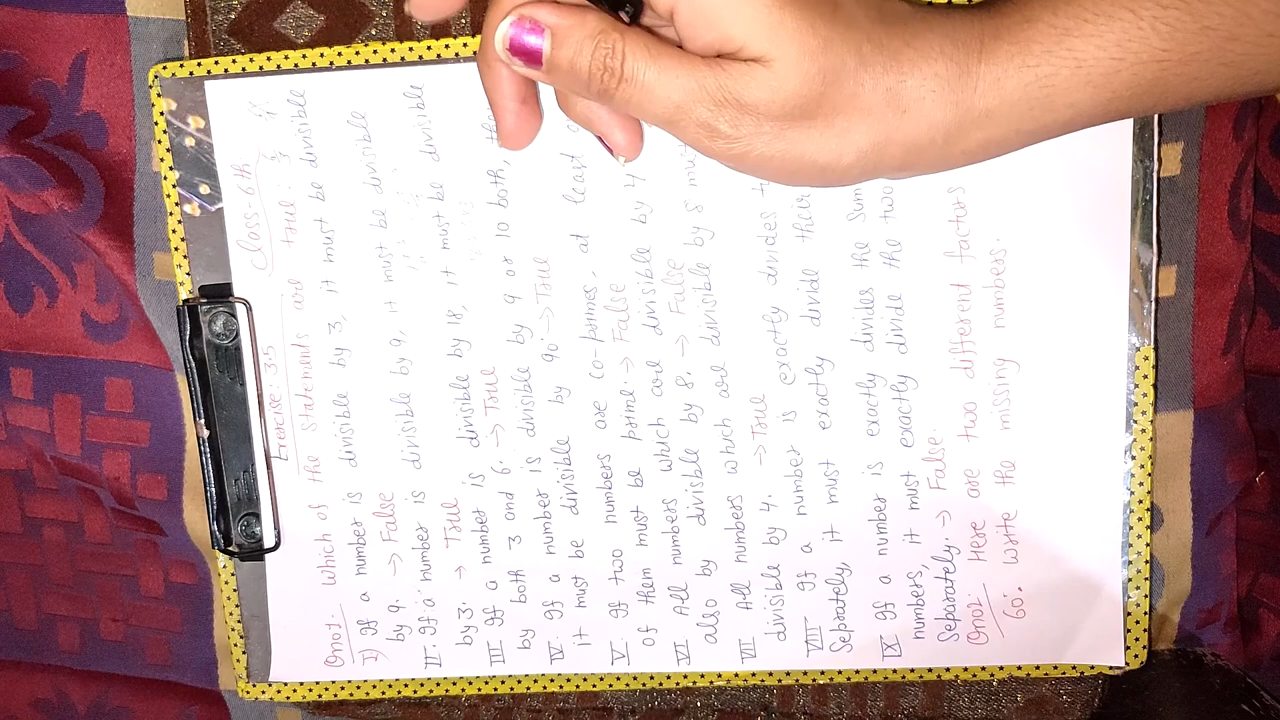 Class-6th
Exercise: 3.5
Qno1: Which of the statements are true:
I) If a number is divisible by 3, it must be divisible
by 9. → False
II. If a number is divisible by 9, it must be divisible
by 3. → True
III If a number is divisible by 18, it must be divisible
by both 3 and 6. → True
IV. If a number is divisible by 9 or 10 both,
it must be divisible by 90 → True
V. If two numbers are co-primes, at least
of them must be prime. → False
VI All numbers which are divisible by 4
also by divisible by 8. → False
VII All numbers which are divisible by 8 must
divisible by 4. → True
VIII If a number is exactly divides
Separately, it must exactly divide their
IX If a number is exactly divides the Sum
numbers, it must exactly divide the two
Separately. → False.
Qno2. Here are two different factors
60. write the missing numbers.